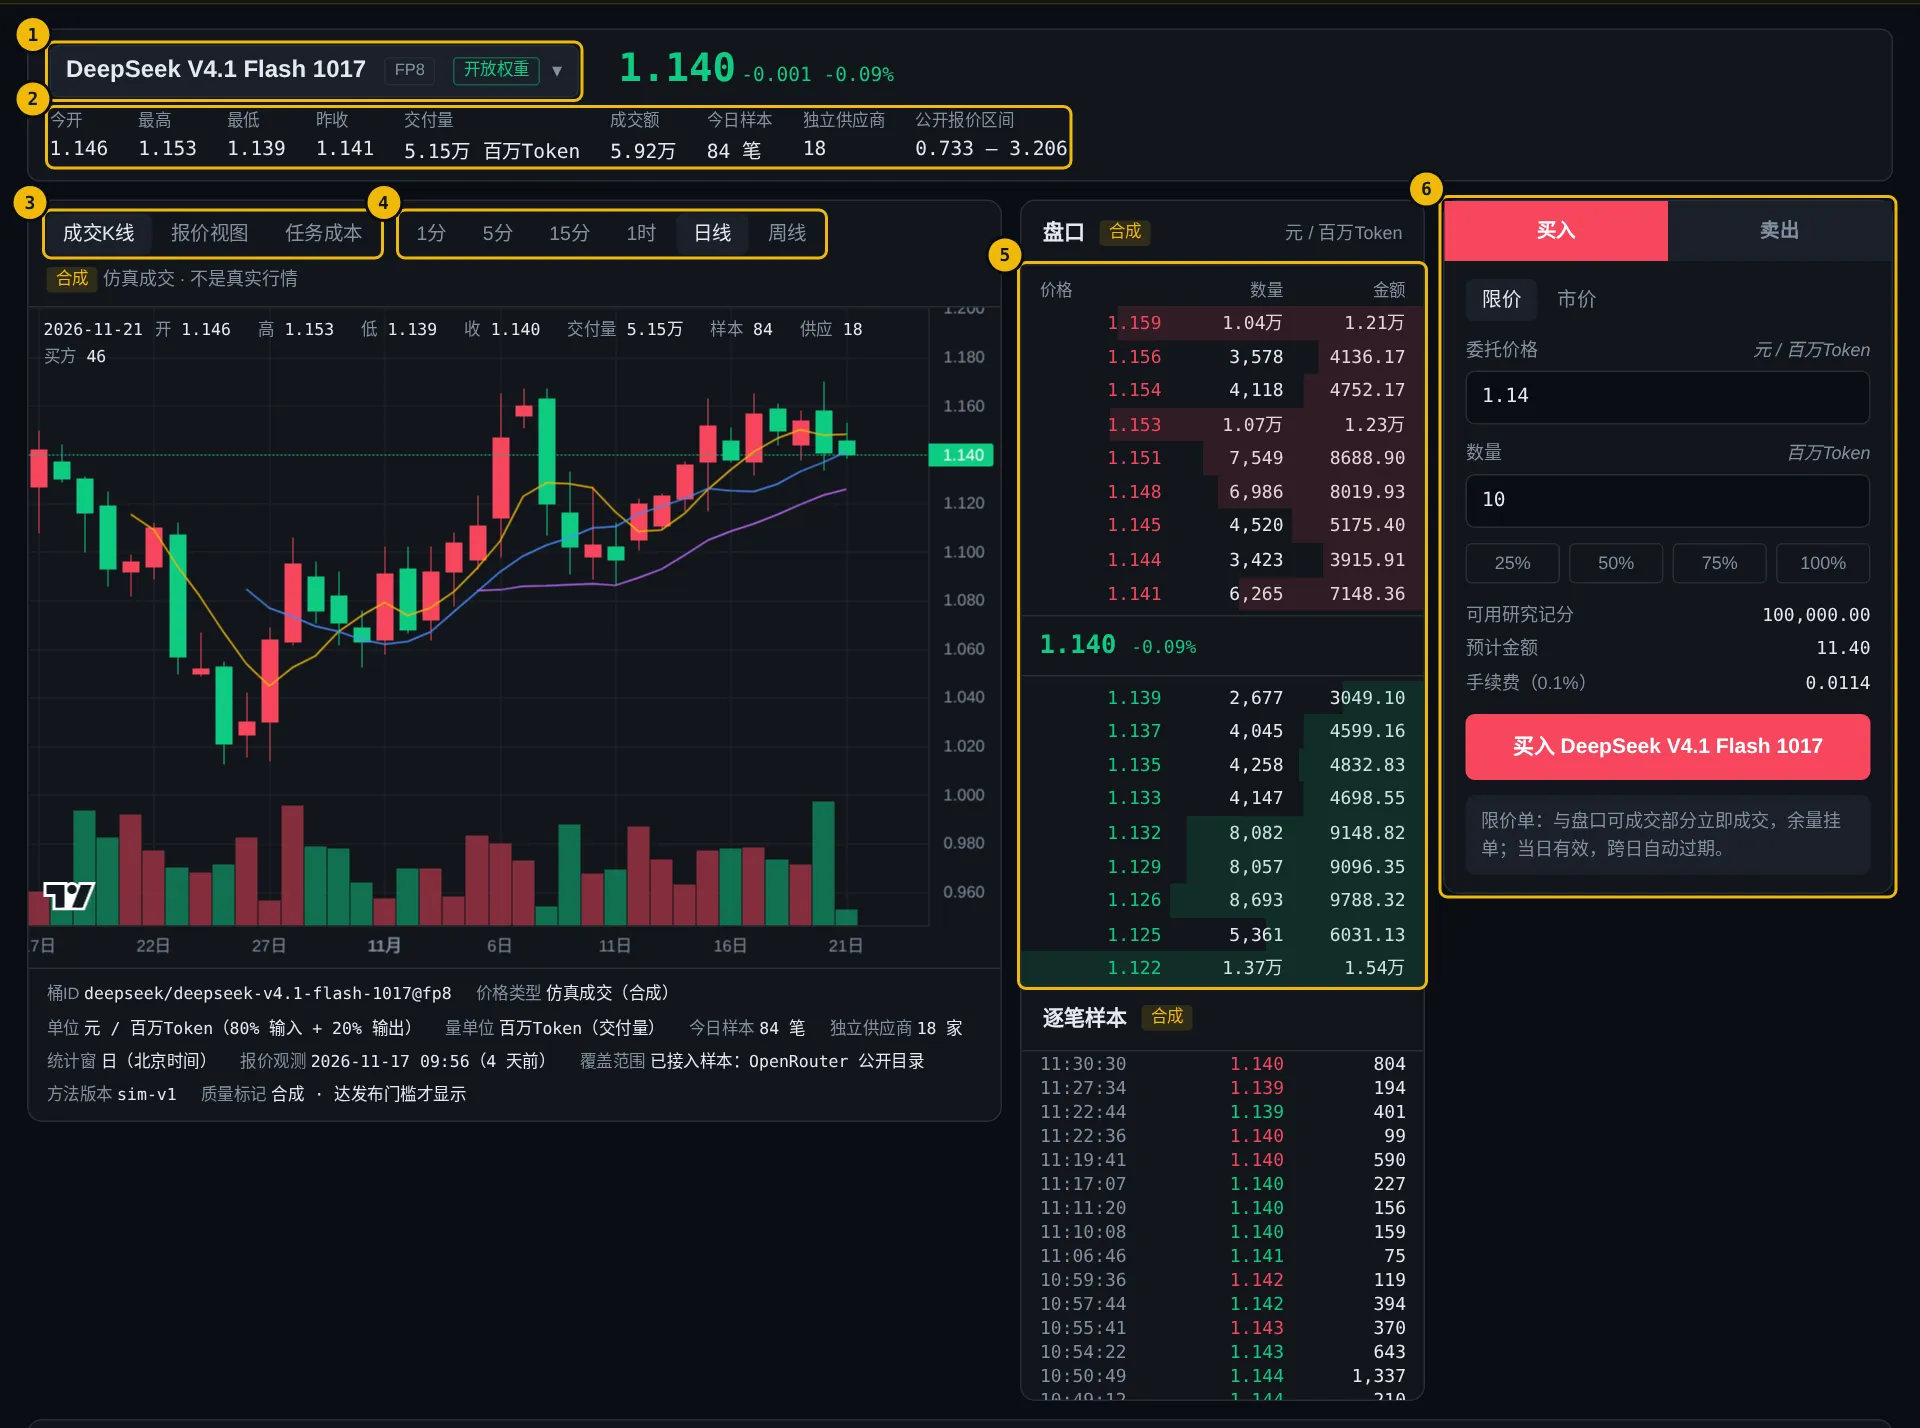 1
DeepSeek V4.1 Flash 1017 FP8 开放权重 ▼ 1.140 -0.001 -0.09%
2
今开 最高 最低 昨收 交付量 成交额 今日样本 独立供应商 公开报价区间
1.146 1.153 1.139 1.141 5.15万 百万Token 5.92万 84 笔 18 0.733 – 3.206
3 4
成交K线 报价视图 任务成本 1分 5分 15分 1时 日线 周线
合成 仿真成交 · 不是真实行情
2026-11-21 开 1.146 高 1.153 低 1.139 收 1.140 交付量 5.15万 样本 84 供应 18
买方 46
1.200
1.180
1.160
1.140
1.120
1.100
1.080
1.060
1.040
1.020
1.000
0.980
0.960
17日 22日 27日 11月 6日 11日 16日 21日
桶ID deepseek/deepseek-v4.1-flash-1017@fp8 价格类型 仿真成交（合成）
单位 元 / 百万Token（80% 输入 + 20% 输出） 量单位 百万Token（交付量） 今日样本 84 笔 独立供应商 18 家
统计窗 日（北京时间） 报价观测 2026-11-17 09:56（4 天前） 覆盖范围 已接入样本：OpenRouter 公开目录
方法版本 sim-v1 质量标记 合成 · 达发布门槛才显示
5
盘口 合成 元 / 百万Token
价格 数量 金额
1.159 1.04万 1.21万
1.156 3,578 4136.17
1.154 4,118 4752.17
1.153 1.07万 1.23万
1.151 7,549 8688.90
1.148 6,986 8019.93
1.145 4,520 5175.40
1.144 3,423 3915.91
1.141 6,265 7148.36
1.140 -0.09%
1.139 2,677 3049.10
1.137 4,045 4599.16
1.135 4,258 4832.83
1.133 4,147 4698.55
1.132 8,082 9148.82
1.129 8,057 9096.35
1.126 8,693 9788.32
1.125 5,361 6031.13
1.122 1.37万 1.54万
逐笔样本 合成
11:30:30 1.140 804
11:27:34 1.139 194
11:22:44 1.139 401
11:22:36 1.140 99
11:19:41 1.140 590
11:17:07 1.140 227
11:11:20 1.140 156
11:10:08 1.140 159
11:06:46 1.141 75
10:59:36 1.142 119
10:57:44 1.142 394
10:55:41 1.143 370
10:54:22 1.143 643
10:50:49 1.144 1,337
10:49:12 1.144 210
6
买入 卖出
限价 市价
委托价格 元 / 百万Token
1.14
数量 百万Token
10
25% 50% 75% 100%
可用研究记分 100,000.00
预计金额 11.40
手续费（0.1%） 0.0114
买入 DeepSeek V4.1 Flash 1017
限价单：与盘口可成交部分立即成交，余量挂
单；当日有效，跨日自动过期。